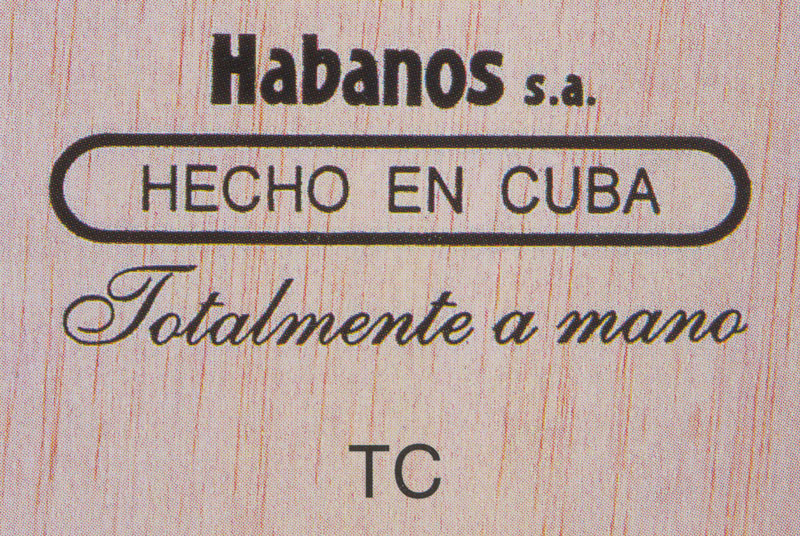 Habanos s.a.
HECHO EN CUBA
Totalmente a mano
TC